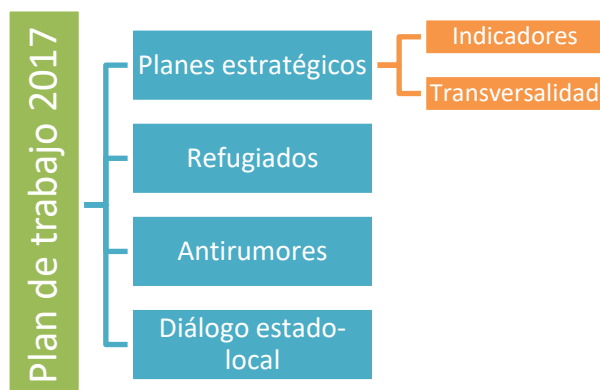 Plan de trabajo 2017
Planes estratégicos
Indicadores
Transversalidad
Refugiados
Antirumores
Diálogo estado-
local